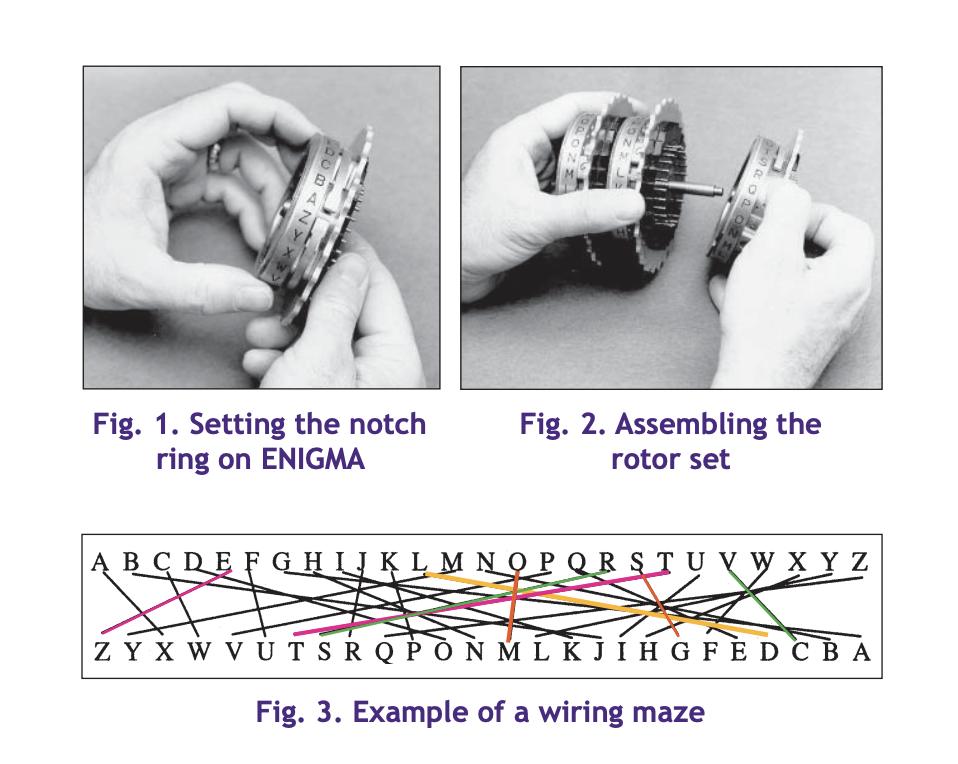 D C B A Z Y X W V
P O N M
O N M L
S R Q P O N M
Fig. 1. Setting the notch
ring on ENIGMA
Fig. 2. Assembling the
rotor set
A B C D E F G H I J K L M N O P Q R S T U V W X Y Z
Z Y X W V U T S R Q P O N M L K J I H G F E D C B A
Fig. 3. Example of a wiring maze